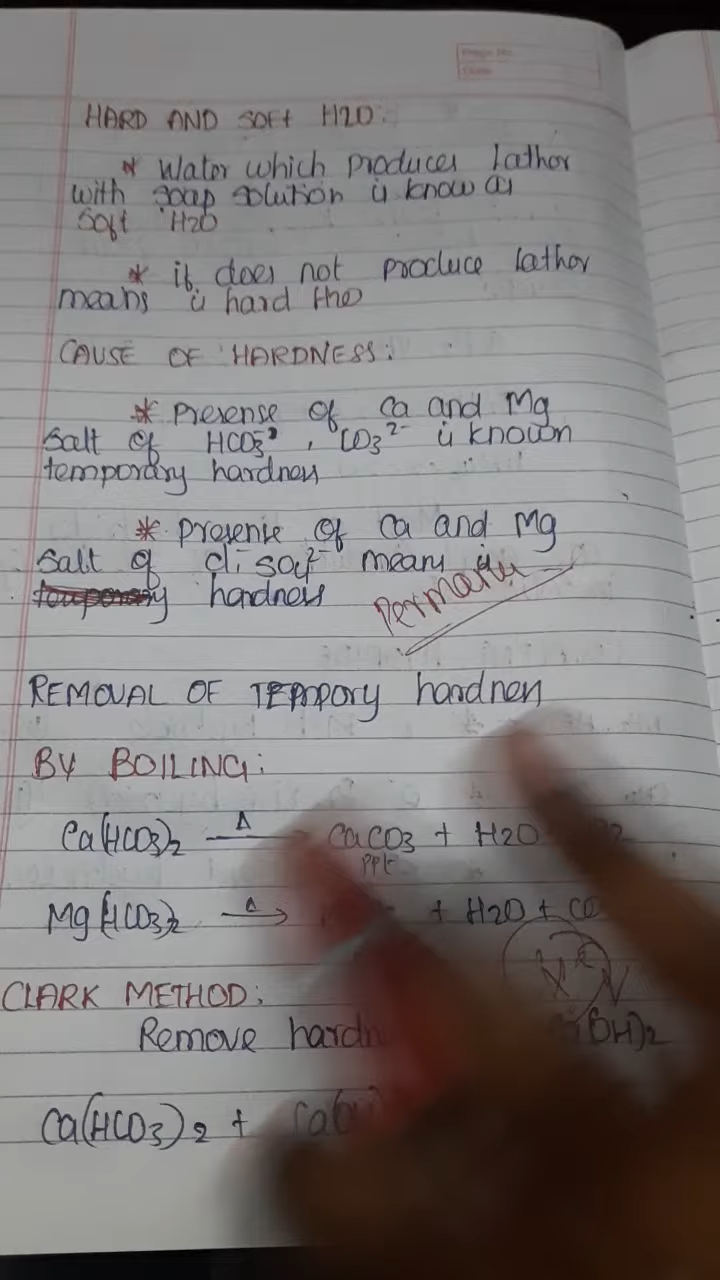 HARD AND SOFT H2O:
* Water which produces lather
with soap solution is know as
Soft H2O
* if does not produce lather
means is hard H2O
CAUSE OF HARDNESS:
* Presense of Ca and Mg
Salt of HCO3-, CO3 2- is known
temporary hardness
* Presense of Ca and Mg
Salt of cl- SO4 2- means is
hardness
REMOVAL OF TEMPORY hardness
BY BOILING:
Ca(HCO3)2 —Δ→ CaCO3 + H2O
ppt
Mg(HCO3)2 —Δ→ + H2O + CO
CLARK METHOD:
Remove
OH)2
Ca(HCO3)2 +